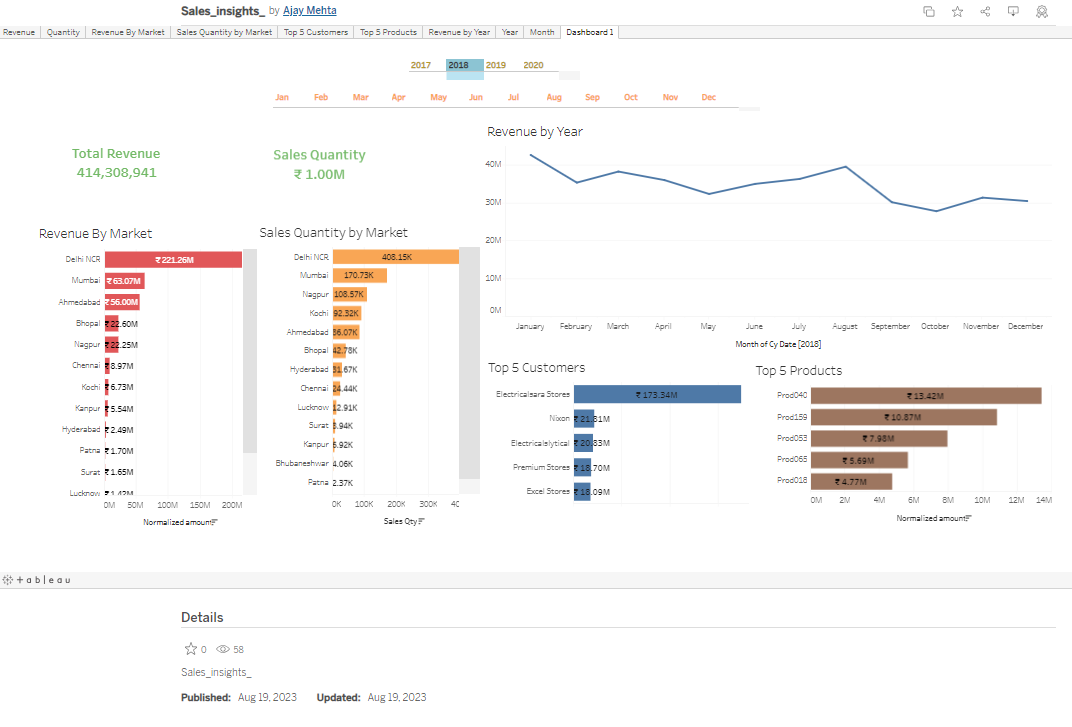 Sales_insights_ by Ajay Mehta
Revenue Quantity Revenue By Market Sales Quantity by Market Top 5 Customers Top 5 Products Revenue by Year Year Month Dashboard 1
2017 2018 2019 2020
Jan Feb Mar Apr May Jun Jul Aug Sep Oct Nov Dec
Total Revenue
414,308,941
Sales Quantity
₹ 1.00M
Revenue by Year
40M
30M
20M
10M
0M
January February March April May June July August September October November December
Month of Cy Date [2018]
Revenue By Market
Delhi NCR ₹ 221.26M
Mumbai ₹ 63.07M
Ahmedabad ₹ 56.00M
Bhopal ₹ 22.60M
Nagpur ₹ 22.25M
Chennai ₹ 8.97M
Kochi ₹ 6.73M
Kanpur ₹ 5.54M
Hyderabad ₹ 2.49M
Patna ₹ 1.70M
Surat ₹ 1.65M
Lucknow ₹ 1.42M
0M 50M 100M 150M 200M
Normalized amount
Sales Quantity by Market
Delhi NCR 408.15K
Mumbai 170.73K
Nagpur 108.57K
Kochi 92.32K
Ahmedabad 86.07K
Bhopal 42.78K
Hyderabad 31.67K
Chennai 24.44K
Lucknow 12.91K
Surat 8.94K
Kanpur 6.92K
Bhubaneshwar 4.06K
Patna 2.37K
0K 100K 200K 300K 40
Sales Qty
Top 5 Customers
Electricalsara Stores ₹ 173.34M
Nixon ₹ 21.81M
Electricalslytical ₹ 20.83M
Premium Stores ₹ 18.70M
Excel Stores ₹ 18.09M
Top 5 Products
Prod040 ₹ 13.42M
Prod159 ₹ 10.87M
Prod053 ₹ 7.98M
Prod065 ₹ 5.69M
Prod018 ₹ 4.77M
0M 2M 4M 6M 8M 10M 12M 14M
Normalized amount
+ a b l e a u
Details
0 58
Sales_insights_
Published: Aug 19, 2023 Updated: Aug 19, 2023